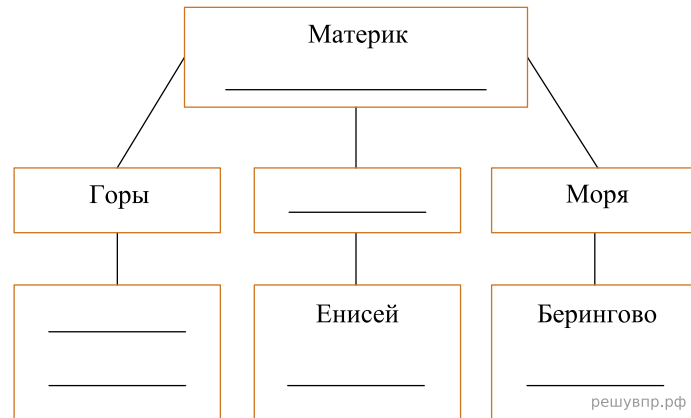 Материк
Горы
Моря
Енисей
Берингово
решувпр.рф